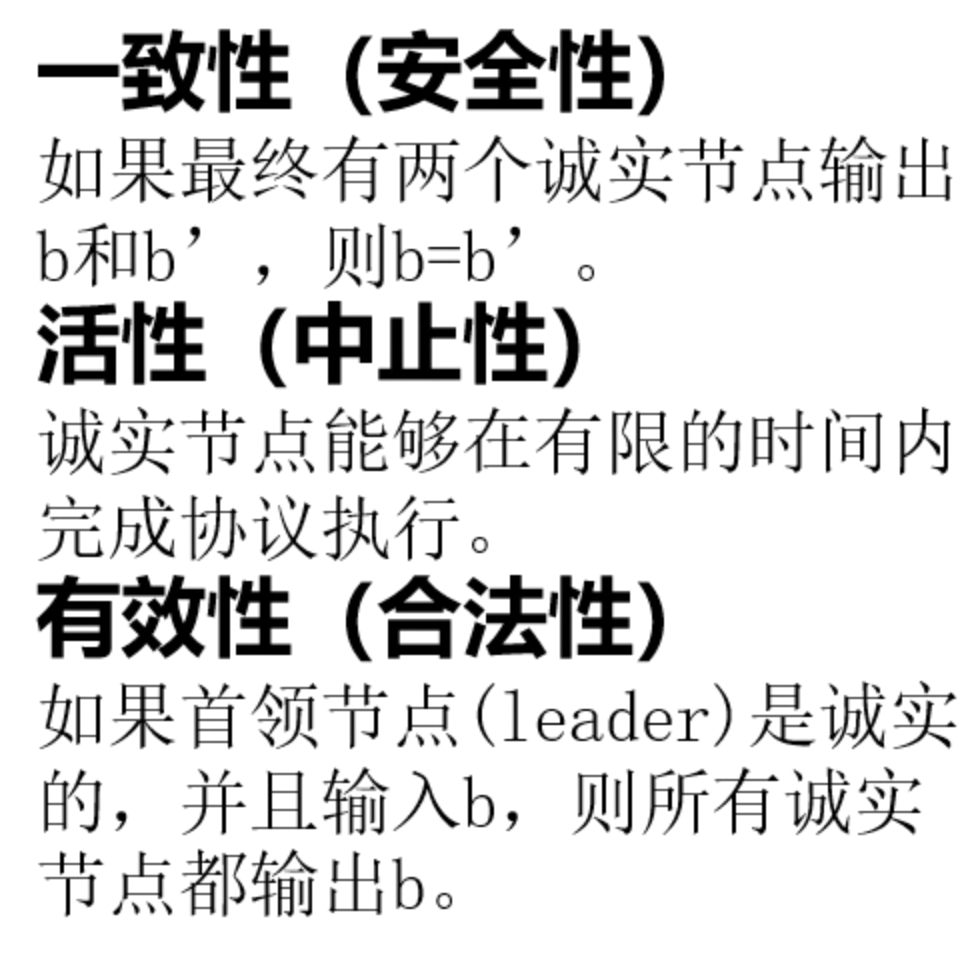 一致性（安全性）
如果最终有两个诚实节点输出
b和b’，则b=b’。
活性（中止性）
诚实节点能够在有限的时间内
完成协议执行。
有效性（合法性）
如果首领节点(leader)是诚实
的，并且输入b，则所有诚实
节点都输出b。